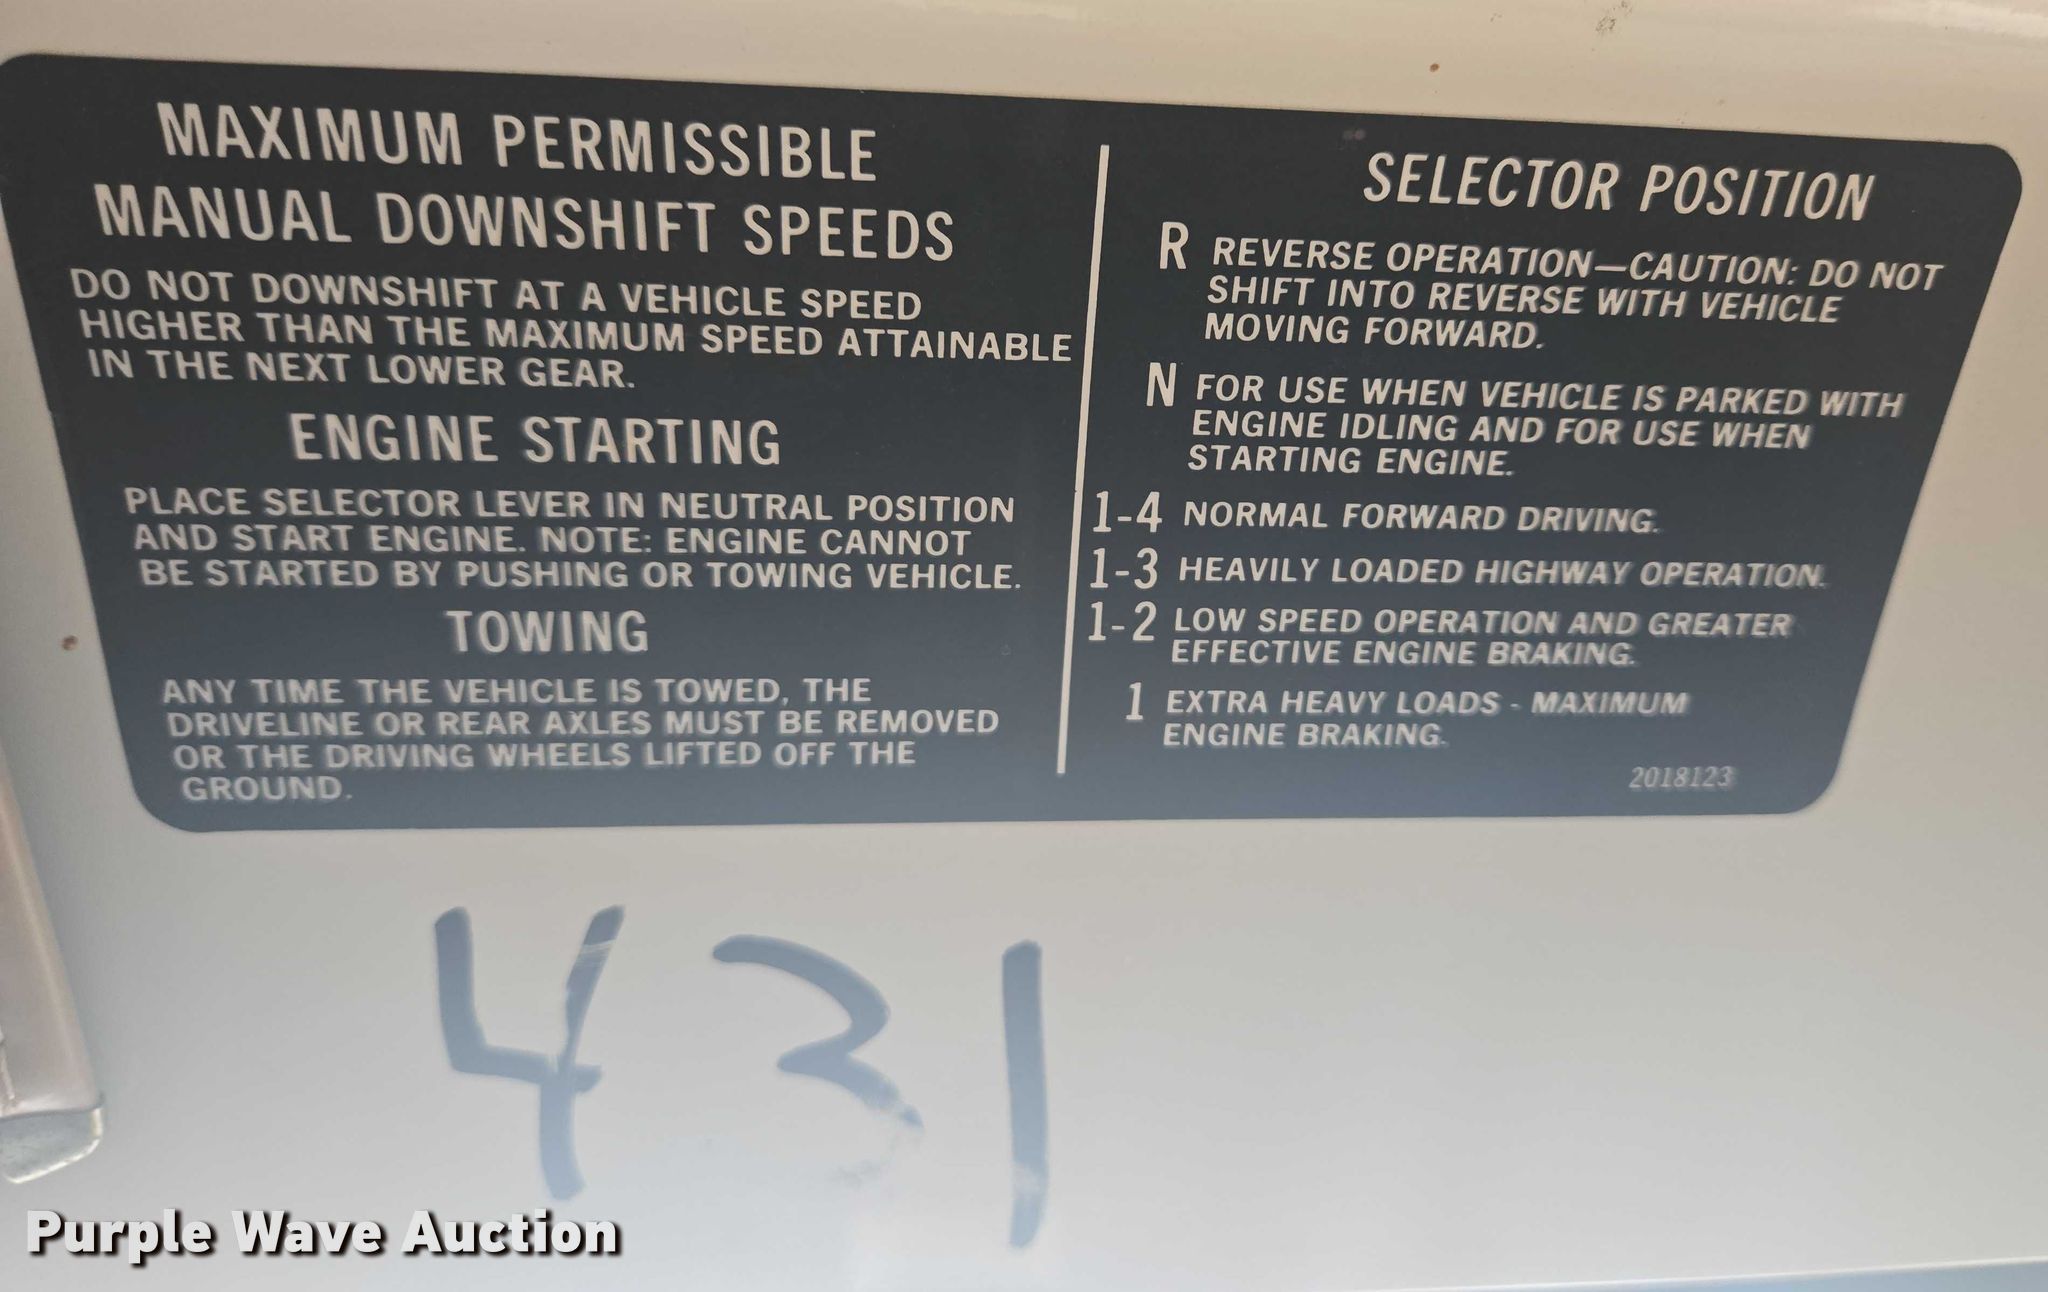 MAXIMUM PERMISSIBLE
MANUAL DOWNSHIFT SPEEDS
DO NOT DOWNSHIFT AT A VEHICLE SPEED
HIGHER THAN THE MAXIMUM SPEED ATTAINABLE
IN THE NEXT LOWER GEAR.
ENGINE STARTING
PLACE SELECTOR LEVER IN NEUTRAL POSITION
AND START ENGINE. NOTE: ENGINE CANNOT
BE STARTED BY PUSHING OR TOWING VEHICLE.
TOWING
ANY TIME THE VEHICLE IS TOWED, THE
DRIVELINE OR REAR AXLES MUST BE REMOVED
OR THE DRIVING WHEELS LIFTED OFF THE
GROUND.
SELECTOR POSITION
R REVERSE OPERATION—CAUTION: DO NOT
SHIFT INTO REVERSE WITH VEHICLE
MOVING FORWARD.
N FOR USE WHEN VEHICLE IS PARKED WITH
ENGINE IDLING AND FOR USE WHEN
STARTING ENGINE.
1-4 NORMAL FORWARD DRIVING.
1-3 HEAVILY LOADED HIGHWAY OPERATION.
1-2 LOW SPEED OPERATION AND GREATER
EFFECTIVE ENGINE BRAKING.
1 EXTRA HEAVY LOADS - MAXIMUM
ENGINE BRAKING.
2018123
431
Purple Wave Auction